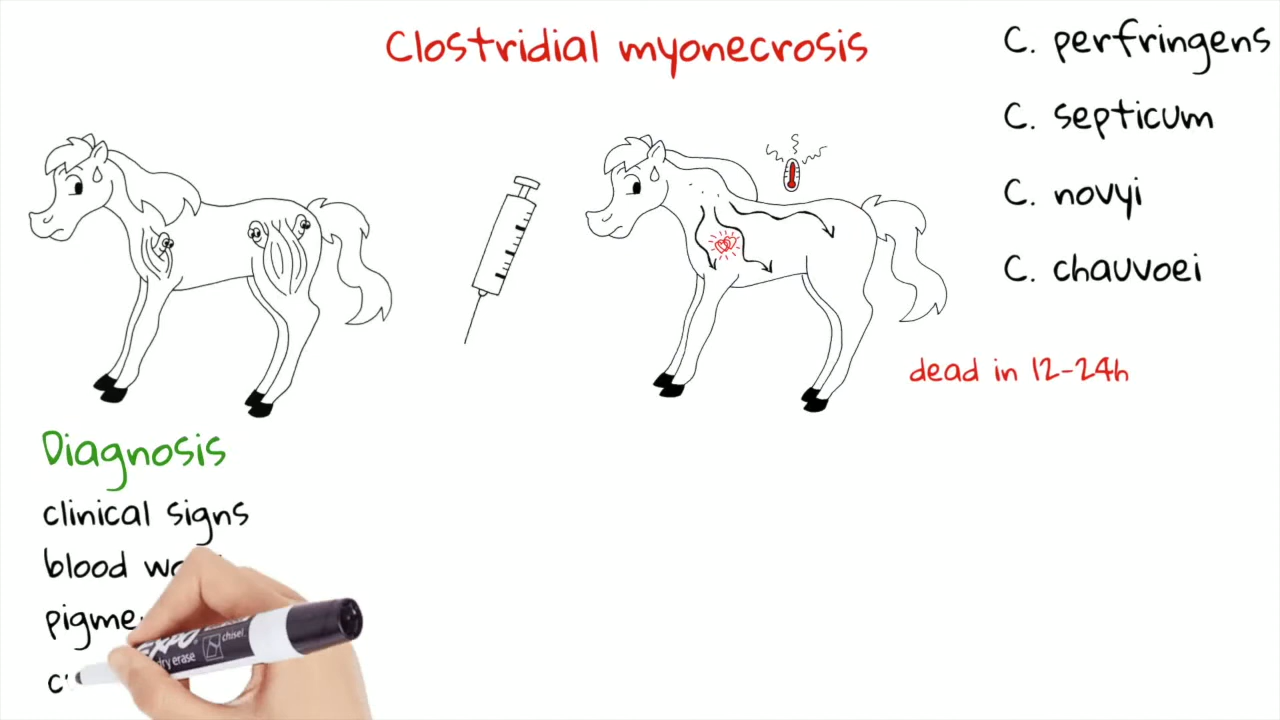 Clostridial myonecrosis
C. perfringens
C. septicum
C. novyi
C. chauvoei
dead in 12-24h
Diagnosis
clinical signs
blood
EXPO
chisel
dry erase